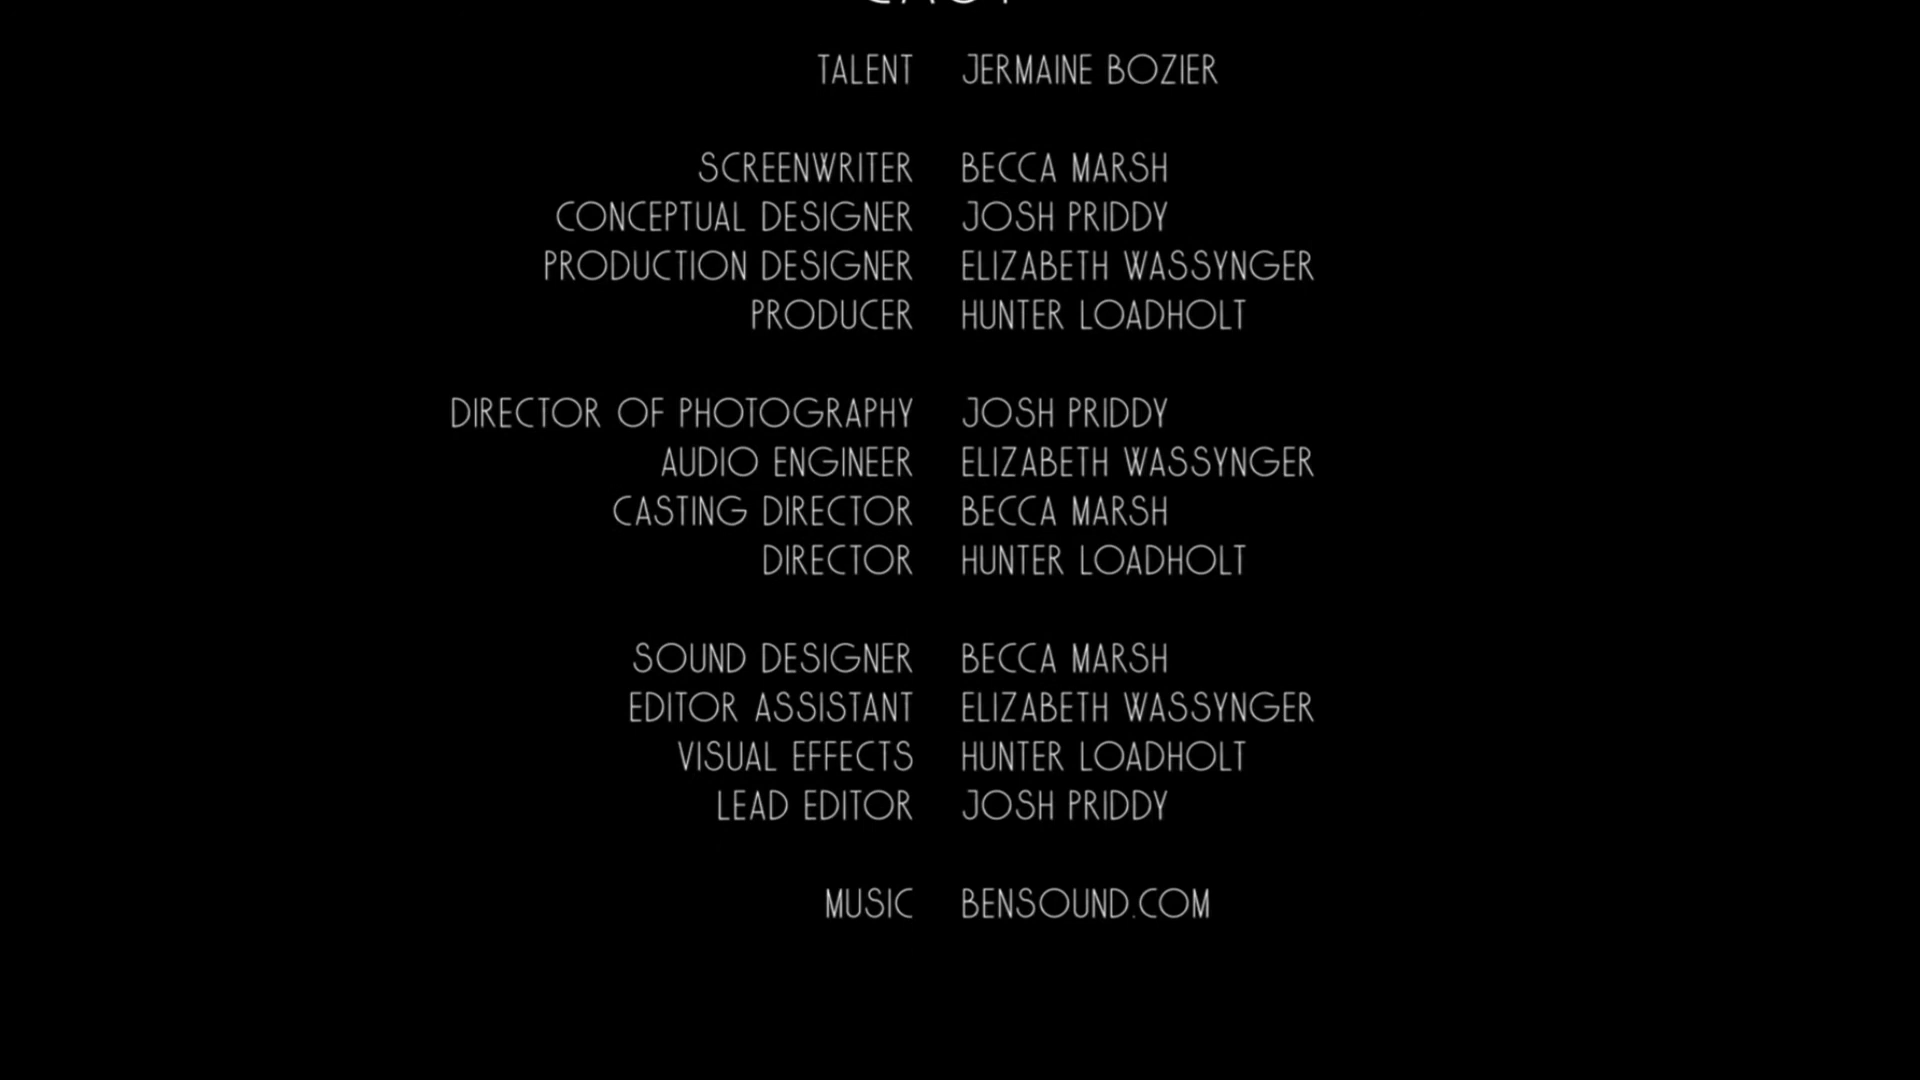 TALENT JERMAINE BOZIER
SCREENWRITER BECCA MARSH
CONCEPTUAL DESIGNER JOSH PRIDDY
PRODUCTION DESIGNER ELIZABETH WASSYNGER
PRODUCER HUNTER LOADHOLT
DIRECTOR OF PHOTOGRAPHY JOSH PRIDDY
AUDIO ENGINEER ELIZABETH WASSYNGER
CASTING DIRECTOR BECCA MARSH
DIRECTOR HUNTER LOADHOLT
SOUND DESIGNER BECCA MARSH
EDITOR ASSISTANT ELIZABETH WASSYNGER
VISUAL EFFECTS HUNTER LOADHOLT
LEAD EDITOR JOSH PRIDDY
MUSIC BENSOUND.COM